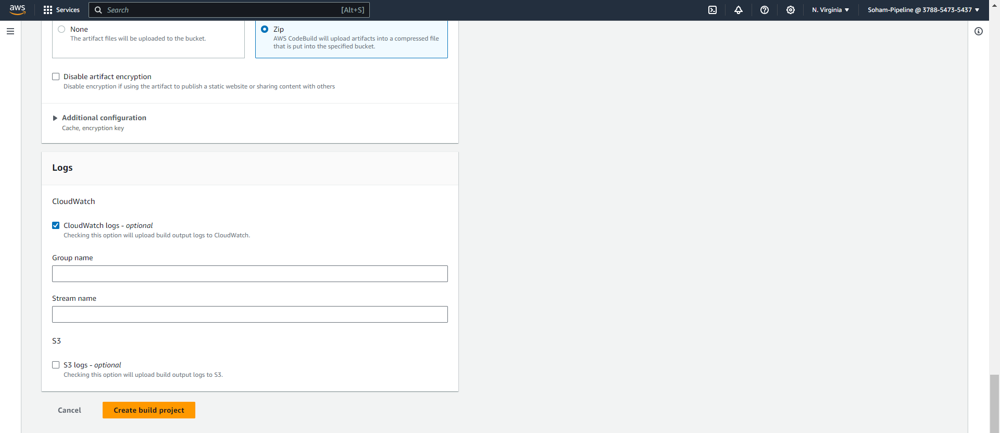 aws
Services
Search
[Alt+S]
N. Virginia
Soham-Pipeline @ 3788-5473-5437
None
The artifact files will be uploaded to the bucket.
Zip
AWS CodeBuild will upload artifacts into a compressed file
that is put into the specified bucket.
Disable artifact encryption
Disable encryption if using the artifact to publish a static website or sharing content with others
Additional configuration
Cache, encryption key
Logs
CloudWatch
CloudWatch logs - optional
Checking this option will upload build output logs to CloudWatch.
Group name
Stream name
S3
S3 logs - optional
Checking this option will upload build output logs to S3.
Cancel
Create build project